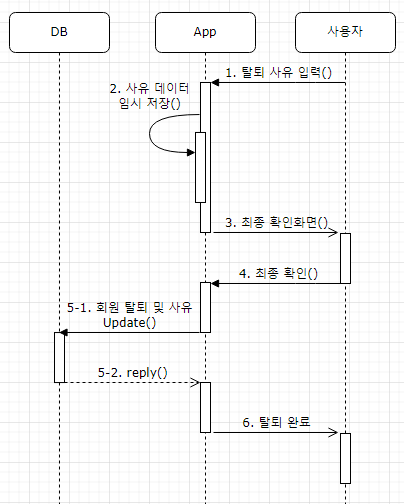 DB
App
사용자
1. 탈퇴 사유 입력()
2. 사유 데이터
임시 저장()
3. 최종 확인화면()
4. 최종 확인()
5-1. 회원 탈퇴 및 사유
Update()
5-2. reply()
6. 탈퇴 완료